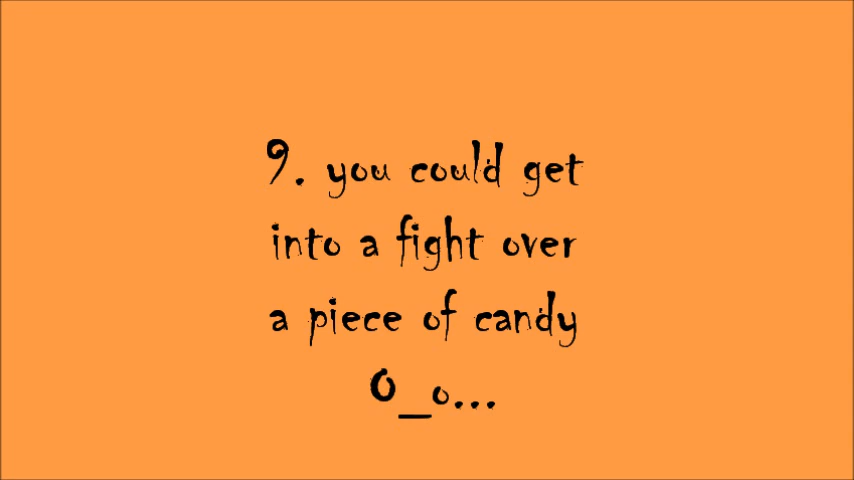 9. you could get
into a fight over
a piece of candy
O_o...